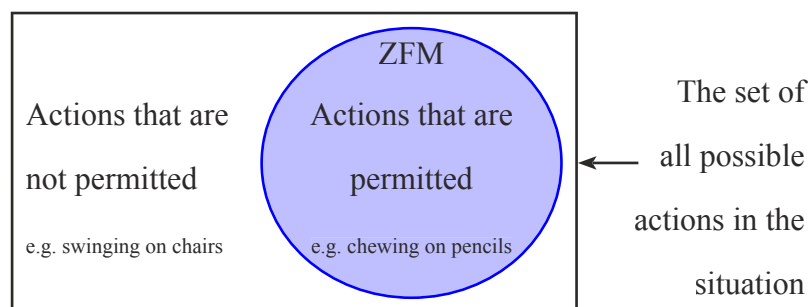 ZFM
Actions that are
not permitted
e.g. swinging on chairs
Actions that are
permitted
e.g. chewing on pencils
The set of
all possible
actions in the
situation